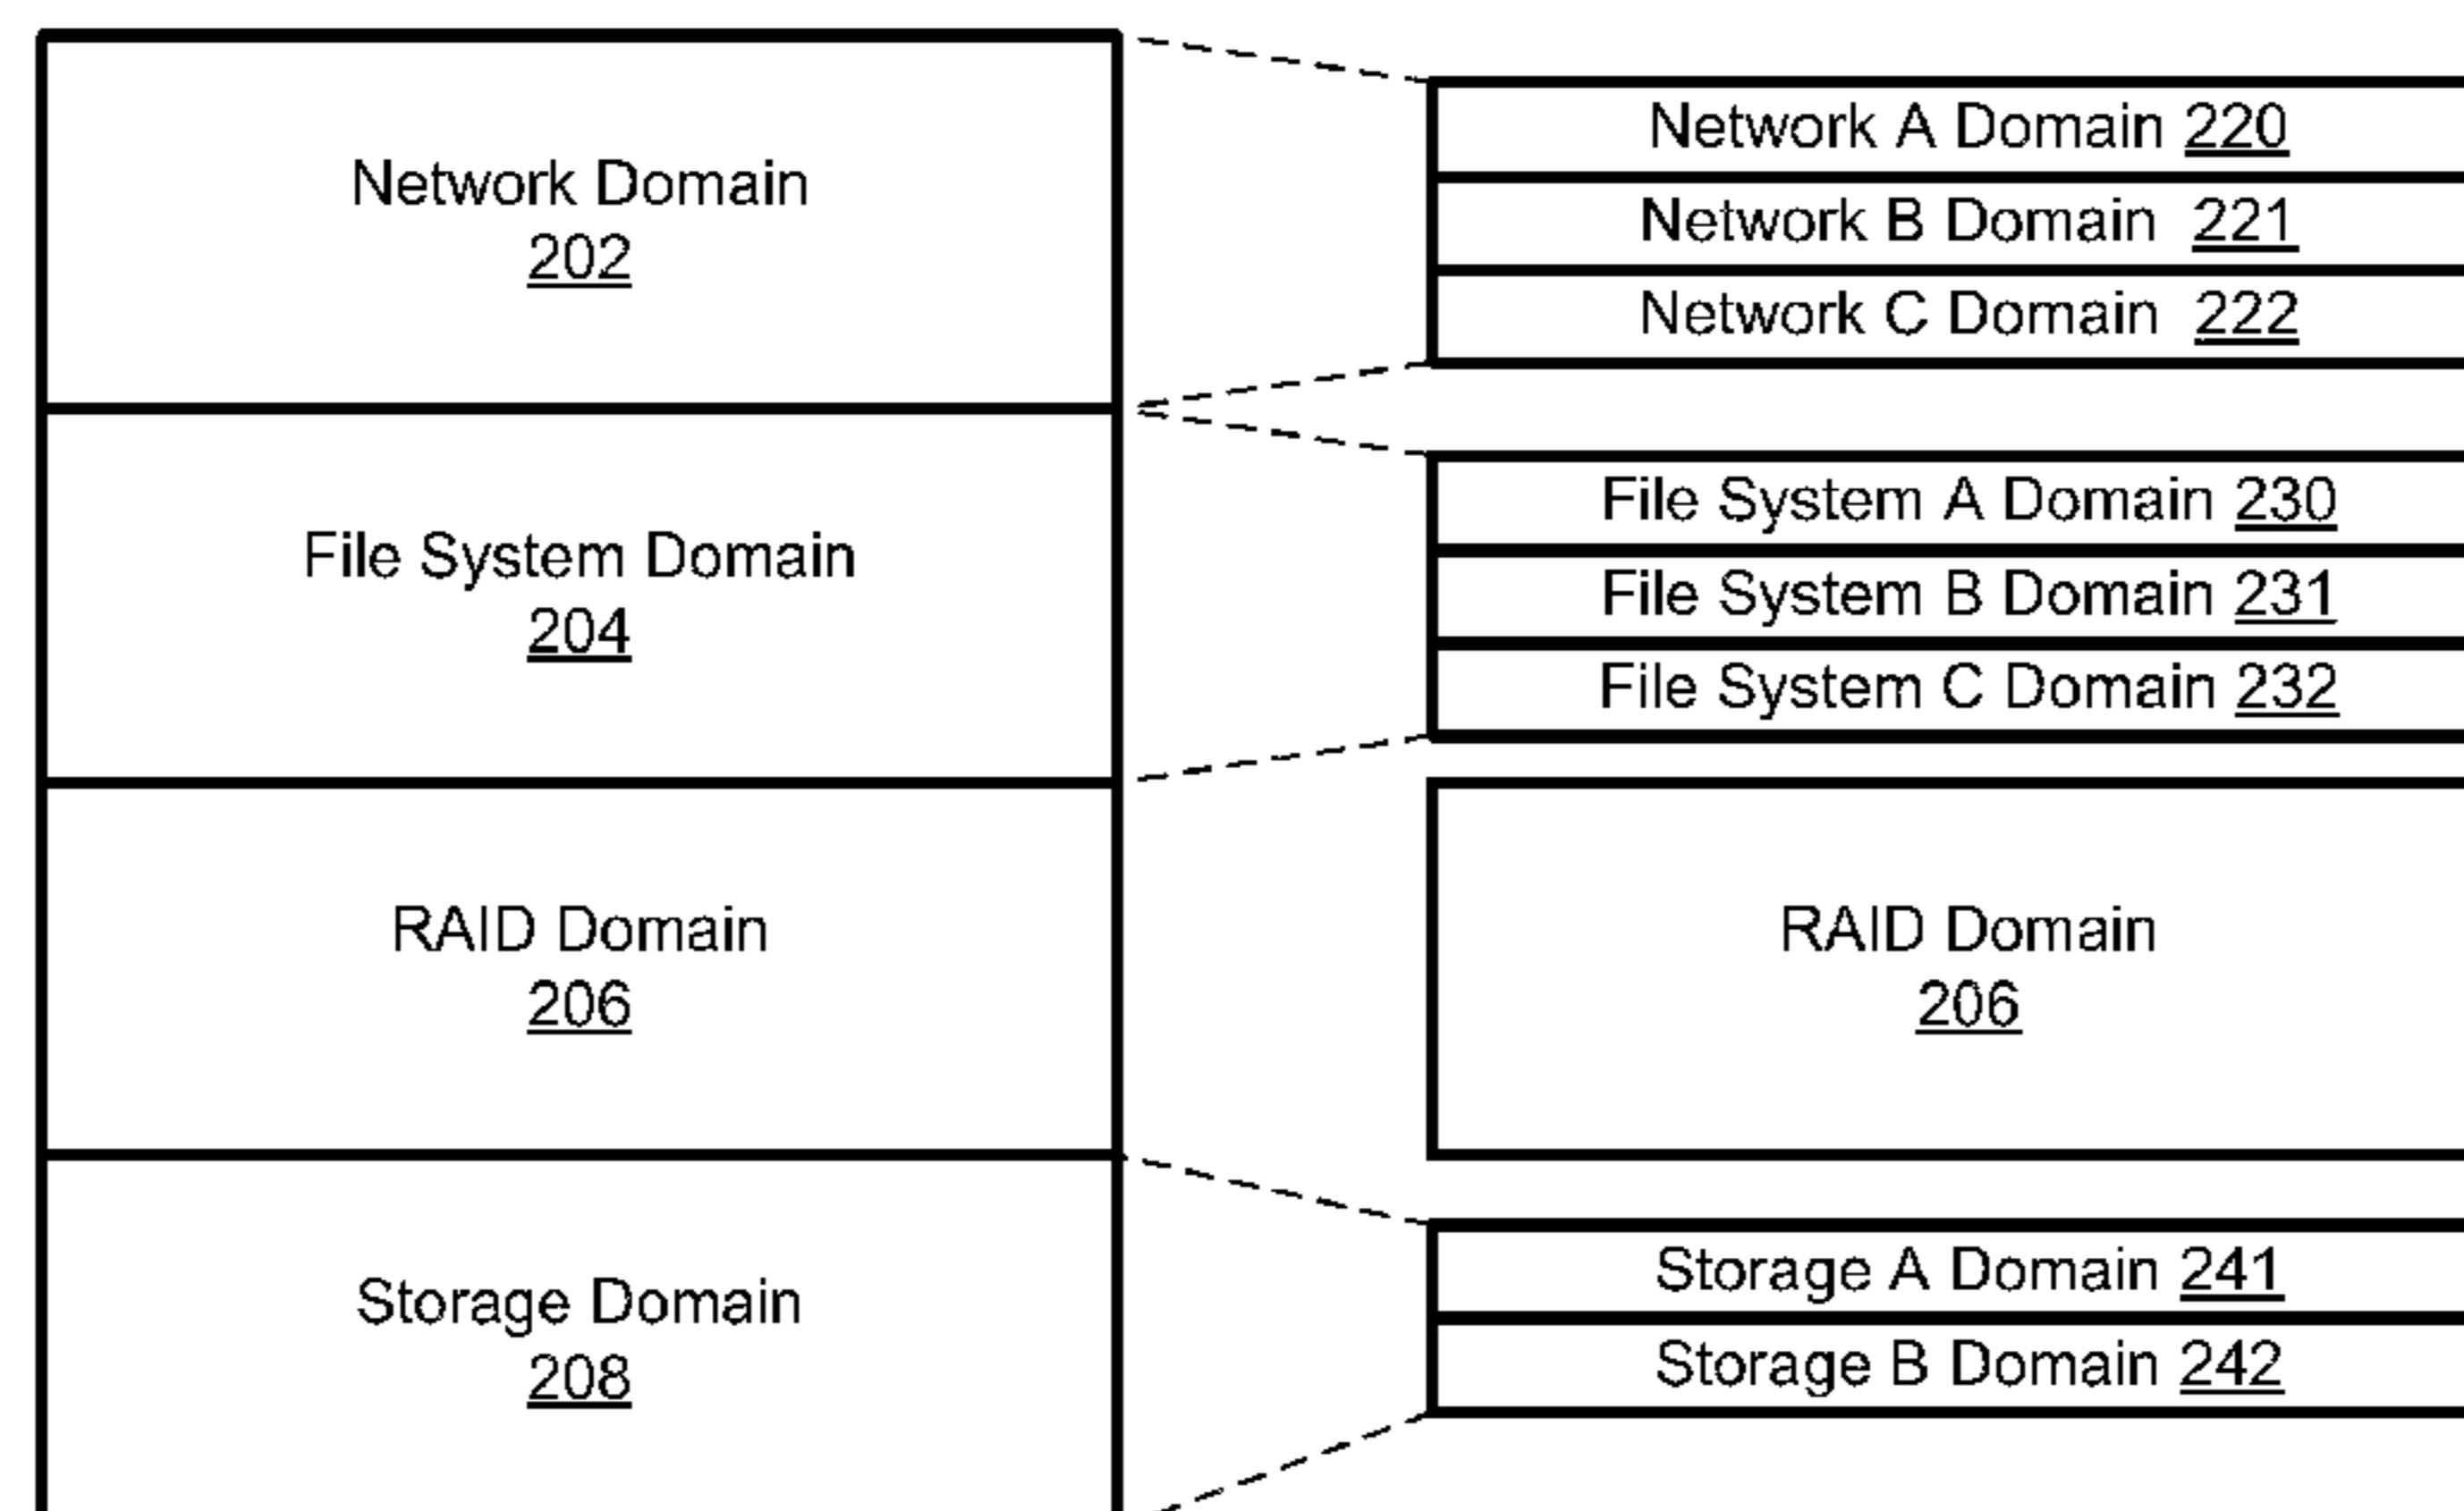 Network Domain
202
File System Domain
204
RAID Domain
206
Storage Domain
208
Network A Domain 220
Network B Domain 221
Network C Domain 222
File System A Domain 230
File System B Domain 231
File System C Domain 232
RAID Domain
206
Storage A Domain 241
Storage B Domain 242